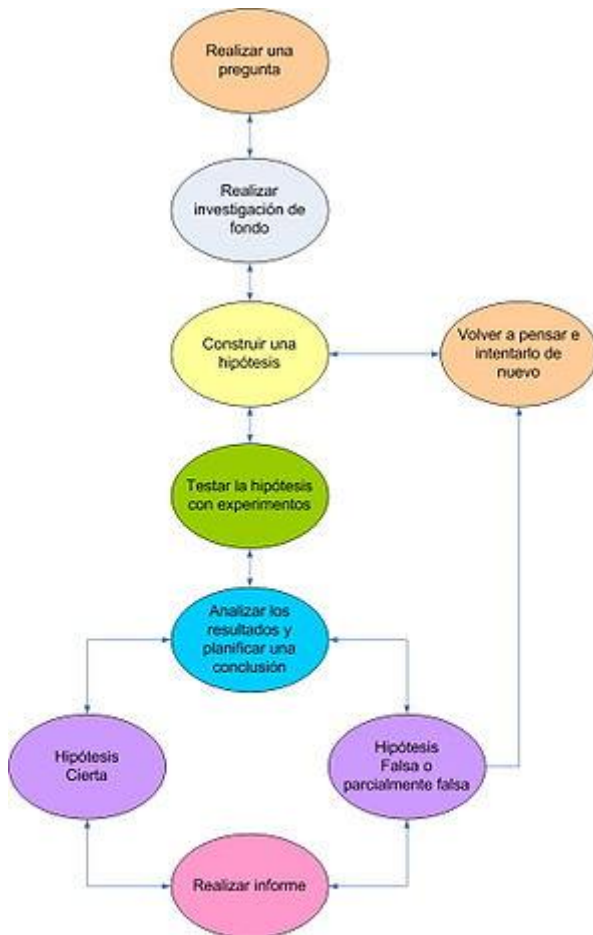 Realizar una
pregunta
Realizar
investigación de
fondo
Construir una
hipótesis
Volver a pensar e
intentarlo de
nuevo
Testar la hipótesis
con experimentos
Analizar los
resultados y
planificar una
conclusión
Hipótesis
Cierta
Hipótesis
Falsa o
parcialmente falsa
Realizar informe